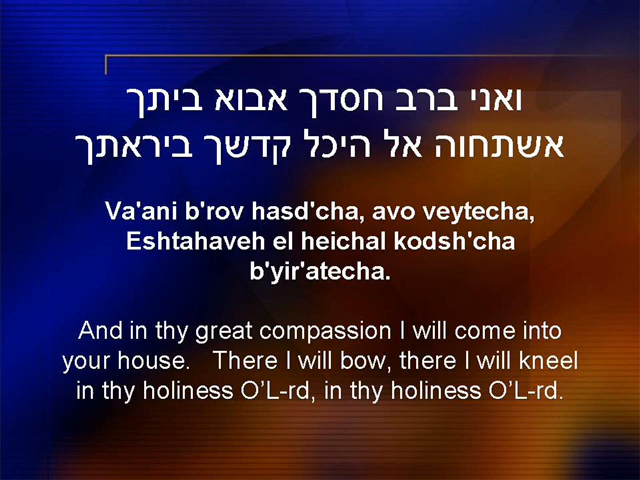 ואני ברב חסדך אבוא ביתך
אשתחוה אל היכל קדשך ביראתך
Va'ani b'rov hasd'cha, avo veytecha,
Eshtahaveh el heichal kodsh'cha
b'yir'atecha.
And in thy great compassion I will come into
your house.   There I will bow, there I will kneel
in thy holiness O’L-rd, in thy holiness O’L-rd.